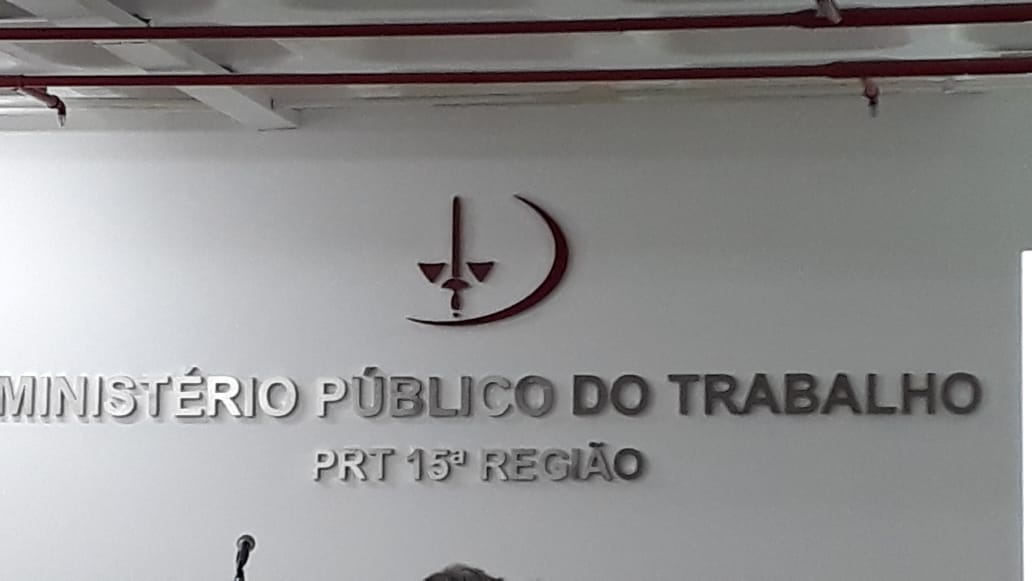 MINISTÉRIO PÚBLICO DO TRABALHO
PRT 15ª REGIÃO